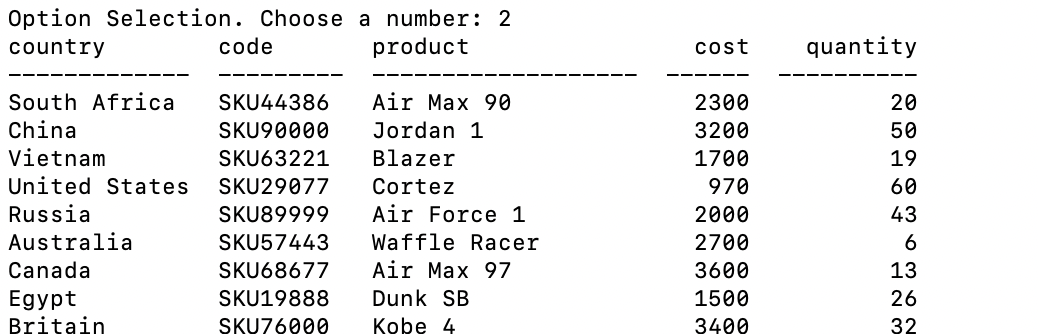 Option Selection. Choose a number: 2
country        code       product                cost    quantity
-------------  ---------  -------------------  ------  ----------
South Africa   SKU44386   Air Max 90             2300          20
China          SKU90000   Jordan 1               3200          50
Vietnam        SKU63221   Blazer                 1700          19
United States  SKU29077   Cortez                  970          60
Russia         SKU89999   Air Force 1            2000          43
Australia      SKU57443   Waffle Racer           2700           6
Canada         SKU68677   Air Max 97             3600          13
Egypt          SKU19888   Dunk SB                1500          26
Britain        SKU76000   Kobe 4                 3400          32